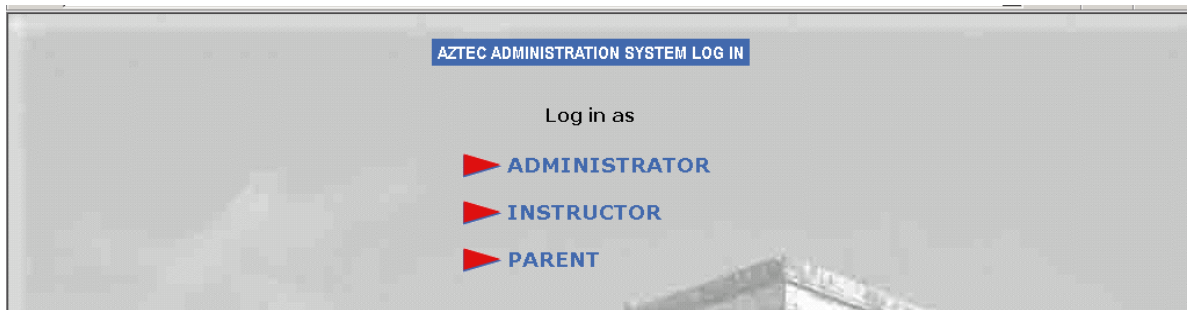 AZTEC ADMINISTRATION SYSTEM LOG IN
Log in as
ADMINISTRATOR
INSTRUCTOR
PARENT